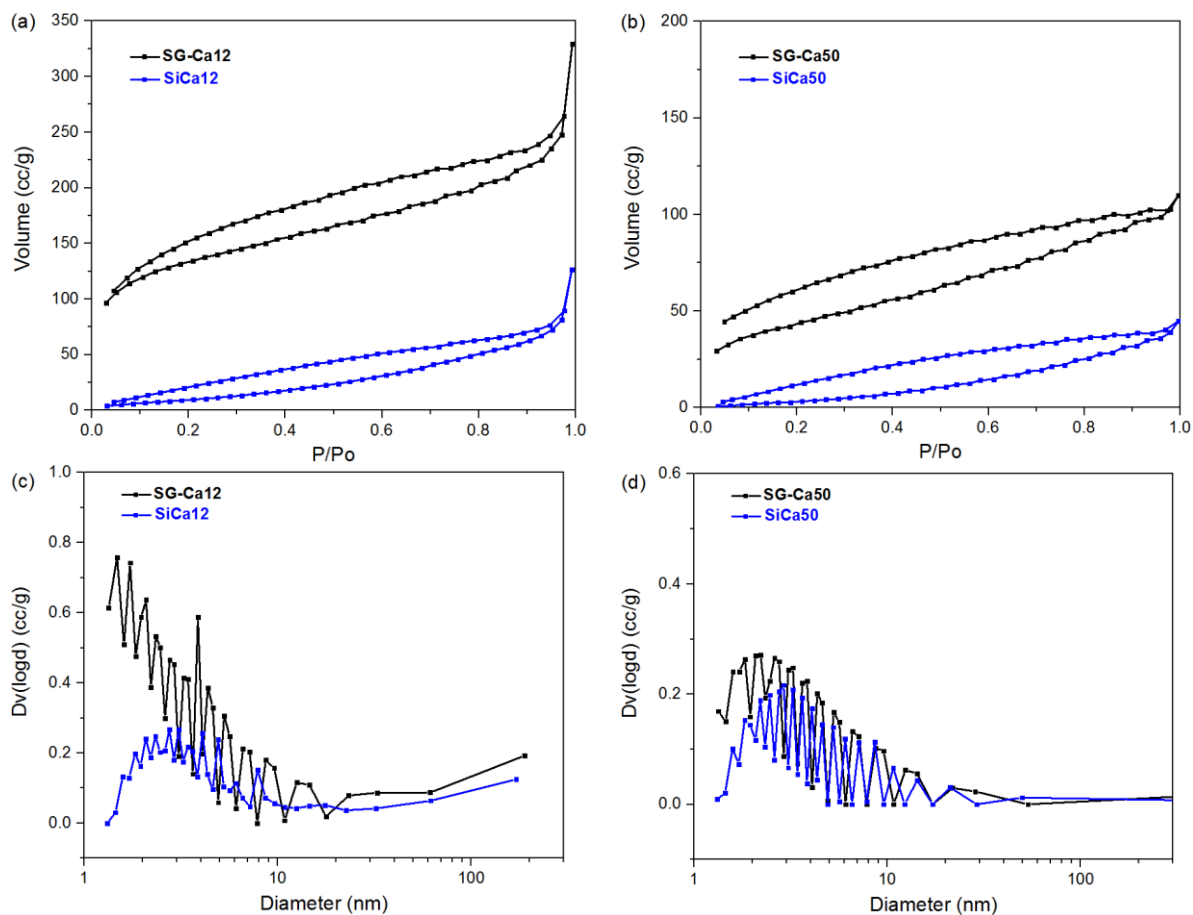 (a)
SG-Ca12
SiCa12
350
300
250
200
150
100
50
0
Volume (cc/g)
0.0 0.2 0.4 0.6 0.8 1.0
P/Po
(b)
SG-Ca50
SiCa50
200
150
100
50
0
Volume (cc/g)
0.0 0.2 0.4 0.6 0.8 1.0
P/Po
(c)
SG-Ca12
SiCa12
1.0
0.8
0.6
0.4
0.2
0.0
Dv(logd) (cc/g)
1 10 100
Diameter (nm)
(d)
SG-Ca50
SiCa50
0.6
0.4
0.2
0.0
Dv(logd) (cc/g)
1 10 100
Diameter (nm)